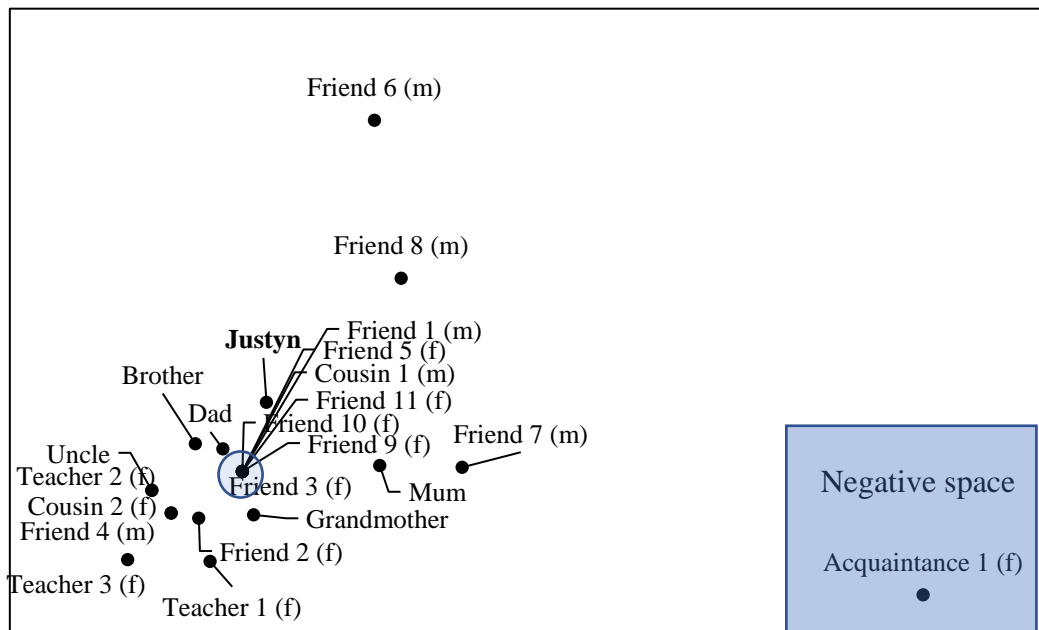 Friend 6 (m)
Friend 8 (m)
Justyn
Friend 1 (m)
Friend 5 (f)
Cousin 1 (m)
Brother
Friend 11 (f)
Dad
Friend 10 (f)
Friend 9 (f)
Friend 7 (m)
Uncle
Teacher 2 (f)
Friend 3 (f)
Mum
Negative space
Cousin 2 (f)
Grandmother
Friend 4 (m)
Friend 2 (f)
Acquaintance 1 (f)
Teacher 3 (f)
Teacher 1 (f)